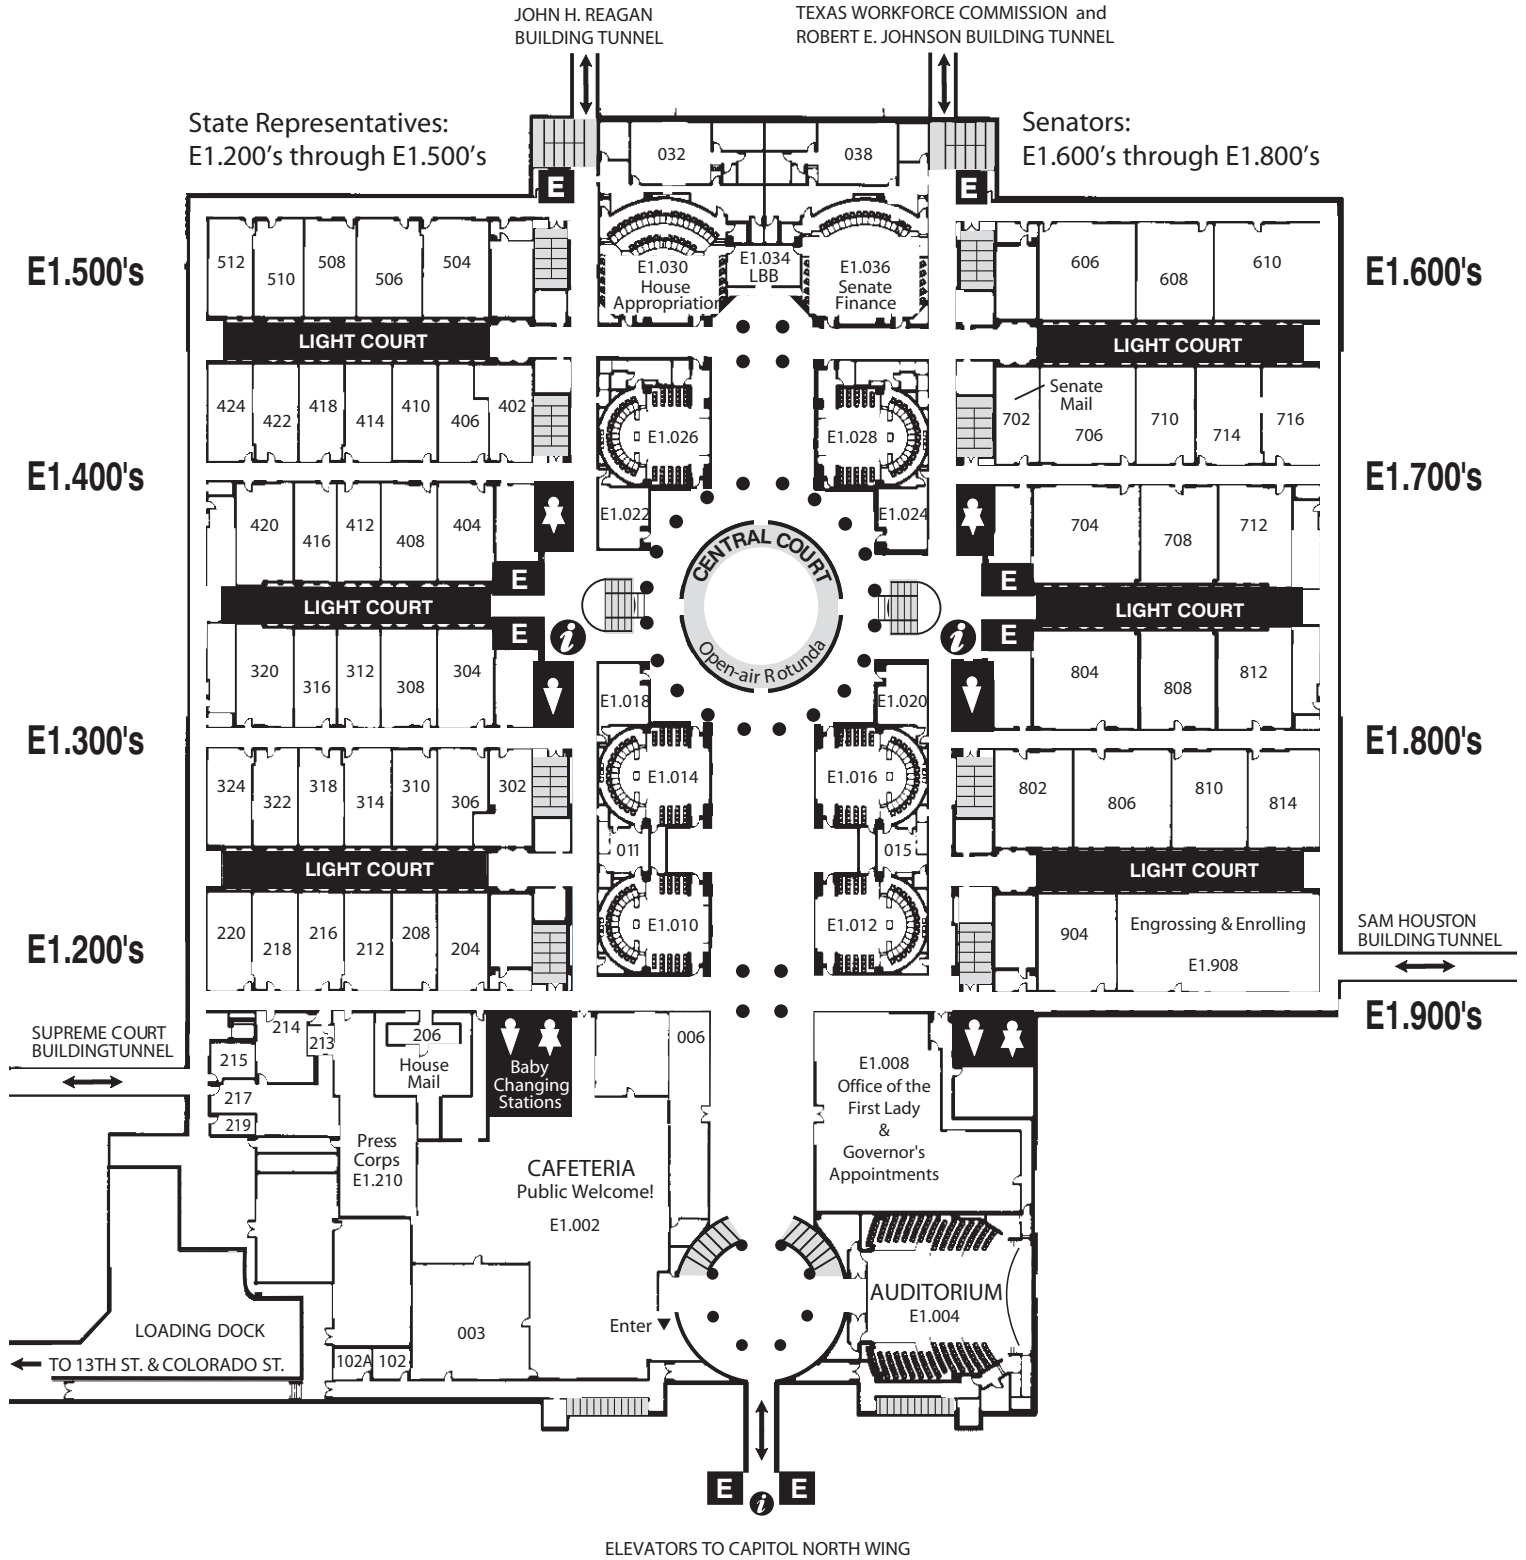 JOHN H. REAGAN
BUILDING TUNNEL
TEXAS WORKFORCE COMMISSION and
ROBERT E. JOHNSON BUILDING TUNNEL
State Representatives:
E1.200's through E1.500's
Senators:
E1.600's through E1.800's
032
038
E
E
E1.500's
512
510
508
506
504
E1.030
House
Appropriation
E1.034
LBB
E1.036
Senate
Finance
606
608
610
E1.600's
LIGHT COURT
LIGHT COURT
424
422
418
414
410
406
402
E1.026
E1.028
702
Senate
Mail
706
710
714
716
E1.400's
E1.700's
420
416
412
408
404
E1.022
E1.024
704
708
712
CENTRAL COURT
Open-air Rotunda
E
E
LIGHT COURT
LIGHT COURT
E
i
i
E
320
316
312
308
304
E1.018
E1.020
804
808
812
E1.300's
E1.800's
324
322
318
314
310
306
302
E1.014
E1.016
802
806
810
814
011
015
LIGHT COURT
LIGHT COURT
E1.200's
220
218
216
212
208
204
E1.010
E1.012
904
Engrossing & Enrolling
E1.908
SAM HOUSTON
BUILDING TUNNEL
E1.900's
SUPREME COURT
BUILDINGTUNNEL
214
213
215
217
219
206
House
Mail
Baby
Changing
Stations
006
E1.008
Office of the
First Lady
&
Governor's
Appointments
Press
Corps
E1.210
CAFETERIA
Public Welcome!
E1.002
AUDITORIUM
E1.004
Enter
003
LOADING DOCK
TO 13TH ST. & COLORADO ST.
102A
102
E
i
E
ELEVATORS TO CAPITOL NORTH WING